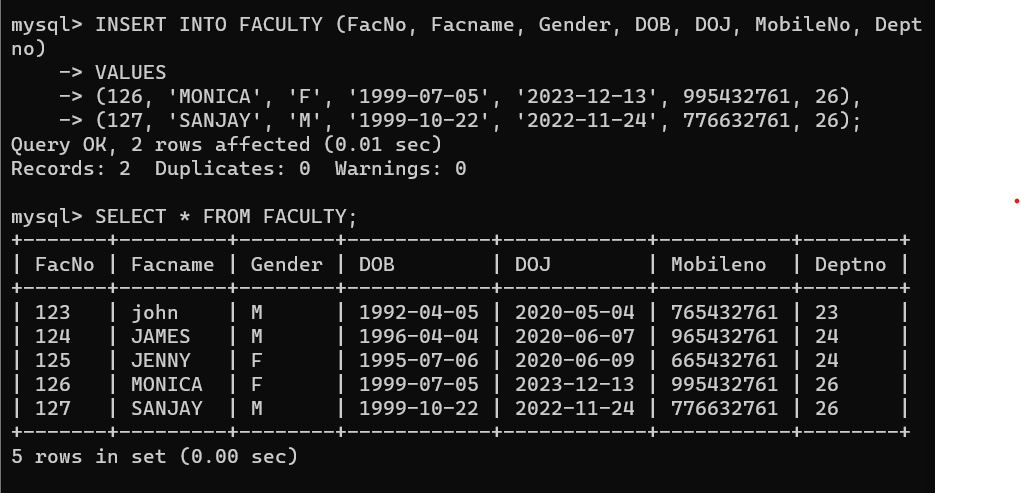 mysql> INSERT INTO FACULTY (FacNo, Facname, Gender, DOB, DOJ, MobileNo, Dept
no)
    -> VALUES
    -> (126, 'MONICA', 'F', '1999-07-05', '2023-12-13', 995432761, 26),
    -> (127, 'SANJAY', 'M', '1999-10-22', '2022-11-24', 776632761, 26);
Query OK, 2 rows affected (0.01 sec)
Records: 2  Duplicates: 0  Warnings: 0

mysql> SELECT * FROM FACULTY;
+-------+---------+--------+------------+------------+-----------+--------+
| FacNo | Facname | Gender | DOB        | DOJ        | Mobileno  | Deptno |
+-------+---------+--------+------------+------------+-----------+--------+
| 123   | john    | M      | 1992-04-05 | 2020-05-04 | 765432761 | 23     |
| 124   | JAMES   | M      | 1996-04-04 | 2020-06-07 | 965432761 | 24     |
| 125   | JENNY   | F      | 1995-07-06 | 2020-06-09 | 665432761 | 24     |
| 126   | MONICA  | F      | 1999-07-05 | 2023-12-13 | 995432761 | 26     |
| 127   | SANJAY  | M      | 1999-10-22 | 2022-11-24 | 776632761 | 26     |
+-------+---------+--------+------------+------------+-----------+--------+
5 rows in set (0.00 sec)